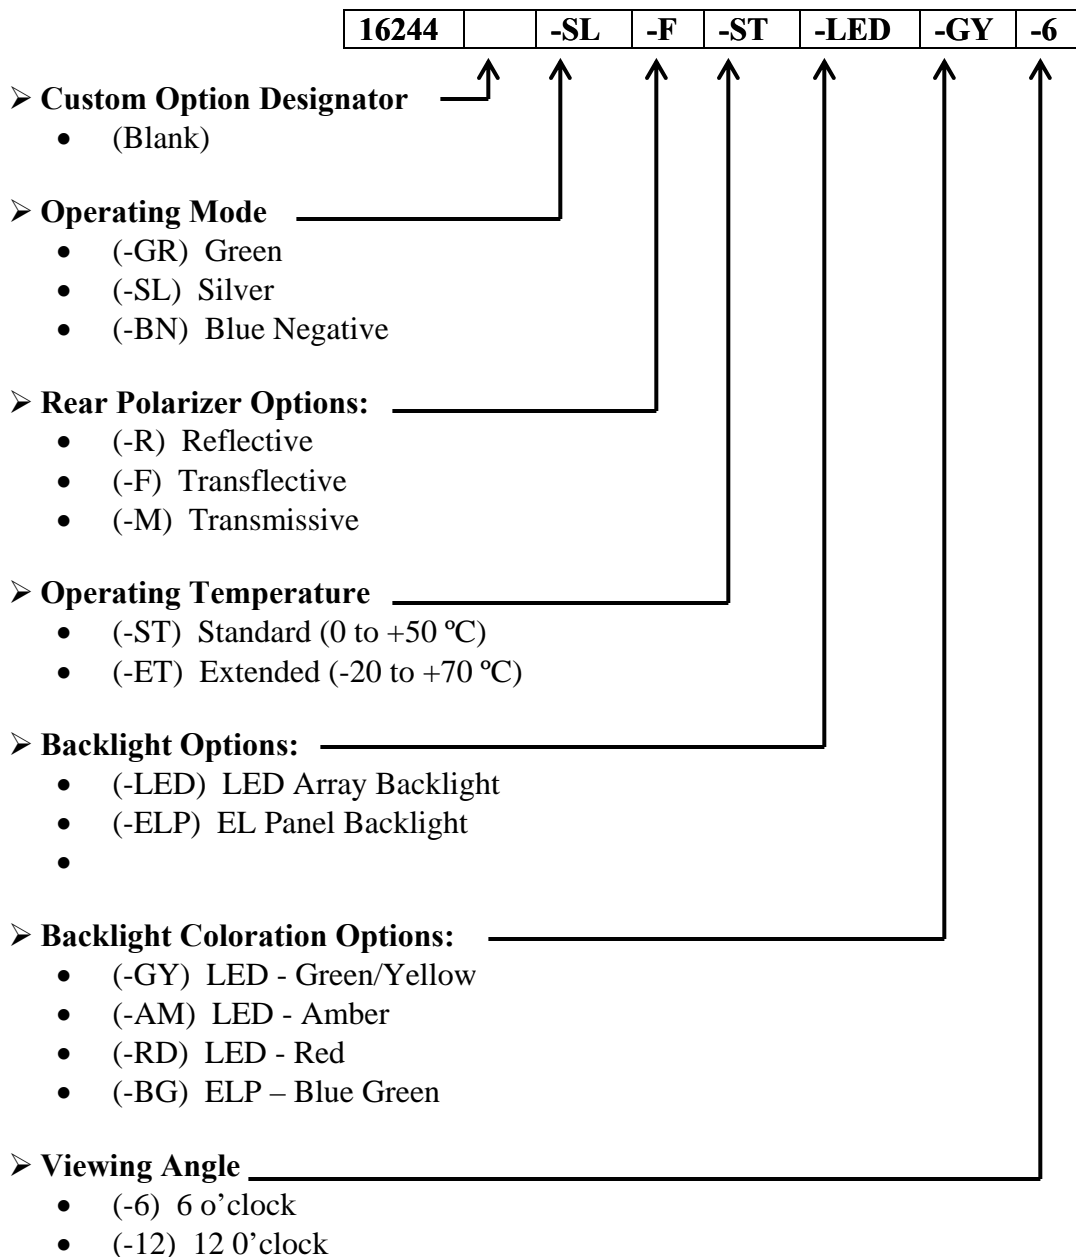 16244 -SL -F -ST -LED -GY -6
➢ Custom Option Designator
• (Blank)
➢ Operating Mode
• (-GR) Green
• (-SL) Silver
• (-BN) Blue Negative
➢ Rear Polarizer Options:
• (-R) Reflective
• (-F) Transflective
• (-M) Transmissive
➢ Operating Temperature
• (-ST) Standard (0 to +50 ºC)
• (-ET) Extended (-20 to +70 ºC)
➢ Backlight Options:
• (-LED) LED Array Backlight
• (-ELP) EL Panel Backlight
•
➢ Backlight Coloration Options:
• (-GY) LED - Green/Yellow
• (-AM) LED - Amber
• (-RD) LED - Red
• (-BG) ELP – Blue Green
➢ Viewing Angle
• (-6) 6 o’clock
• (-12) 12 0’clock